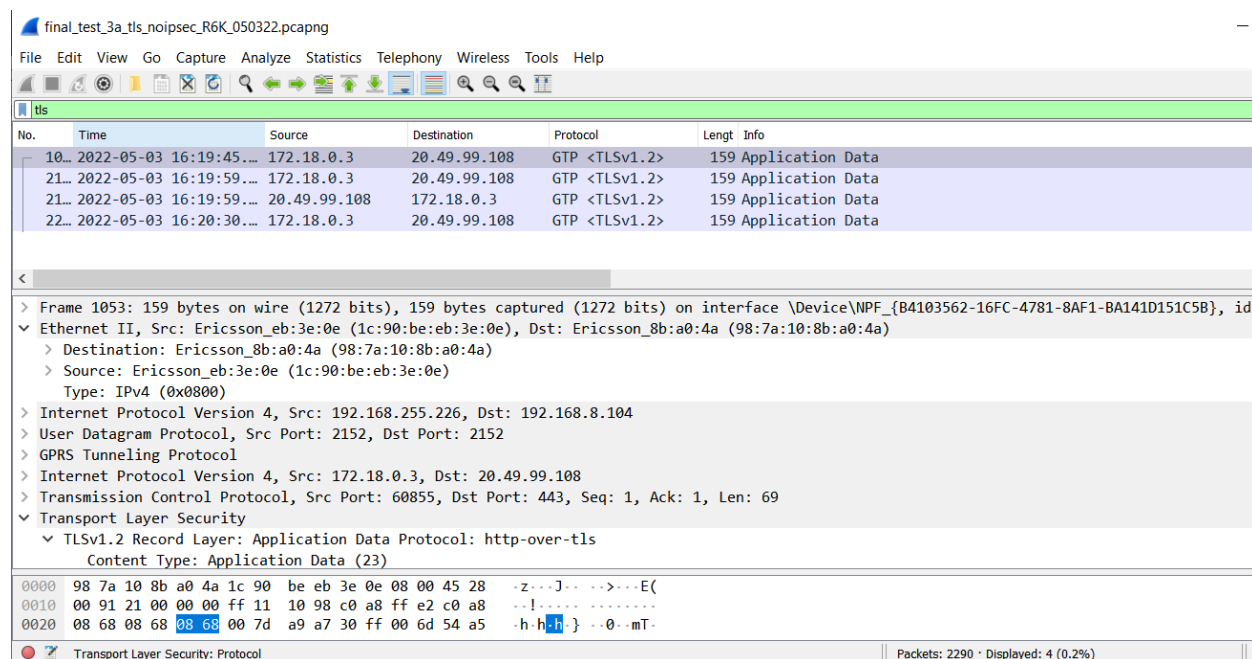 final_test_3a_tls_noipsec_R6K_050322.pcapng
File Edit View Go Capture Analyze Statistics Telephony Wireless Tools Help
tls
No. Time Source Destination Protocol Lengt Info
10… 2022-05-03 16:19:45.… 172.18.0.3 20.49.99.108 GTP <TLSv1.2> 159 Application Data
21… 2022-05-03 16:19:59.… 172.18.0.3 20.49.99.108 GTP <TLSv1.2> 159 Application Data
21… 2022-05-03 16:19:59.… 20.49.99.108 172.18.0.3 GTP <TLSv1.2> 159 Application Data
22… 2022-05-03 16:20:30.… 172.18.0.3 20.49.99.108 GTP <TLSv1.2> 159 Application Data
Frame 1053: 159 bytes on wire (1272 bits), 159 bytes captured (1272 bits) on interface \Device\NPF_{B4103562-16FC-4781-8AF1-BA141D151C5B}, id
Ethernet II, Src: Ericsson_eb:3e:0e (1c:90:be:eb:3e:0e), Dst: Ericsson_8b:a0:4a (98:7a:10:8b:a0:4a)
Destination: Ericsson_8b:a0:4a (98:7a:10:8b:a0:4a)
Source: Ericsson_eb:3e:0e (1c:90:be:eb:3e:0e)
Type: IPv4 (0x0800)
Internet Protocol Version 4, Src: 192.168.255.226, Dst: 192.168.8.104
User Datagram Protocol, Src Port: 2152, Dst Port: 2152
GPRS Tunneling Protocol
Internet Protocol Version 4, Src: 172.18.0.3, Dst: 20.49.99.108
Transmission Control Protocol, Src Port: 60855, Dst Port: 443, Seq: 1, Ack: 1, Len: 69
Transport Layer Security
TLSv1.2 Record Layer: Application Data Protocol: http-over-tls
Content Type: Application Data (23)
0000 98 7a 10 8b a0 4a 1c 90 be eb 3e 0e 08 00 45 28 ·z···J·· ··>···E(
0010 00 91 21 00 00 00 ff 11 10 98 c0 a8 ff e2 c0 a8 ··!····· ········
0020 08 68 08 68 08 68 00 7d a9 a7 30 ff 00 6d 54 a5 ·h·h·h·} ··0··mT·
Transport Layer Security: Protocol Packets: 2290 · Displayed: 4 (0.2%)